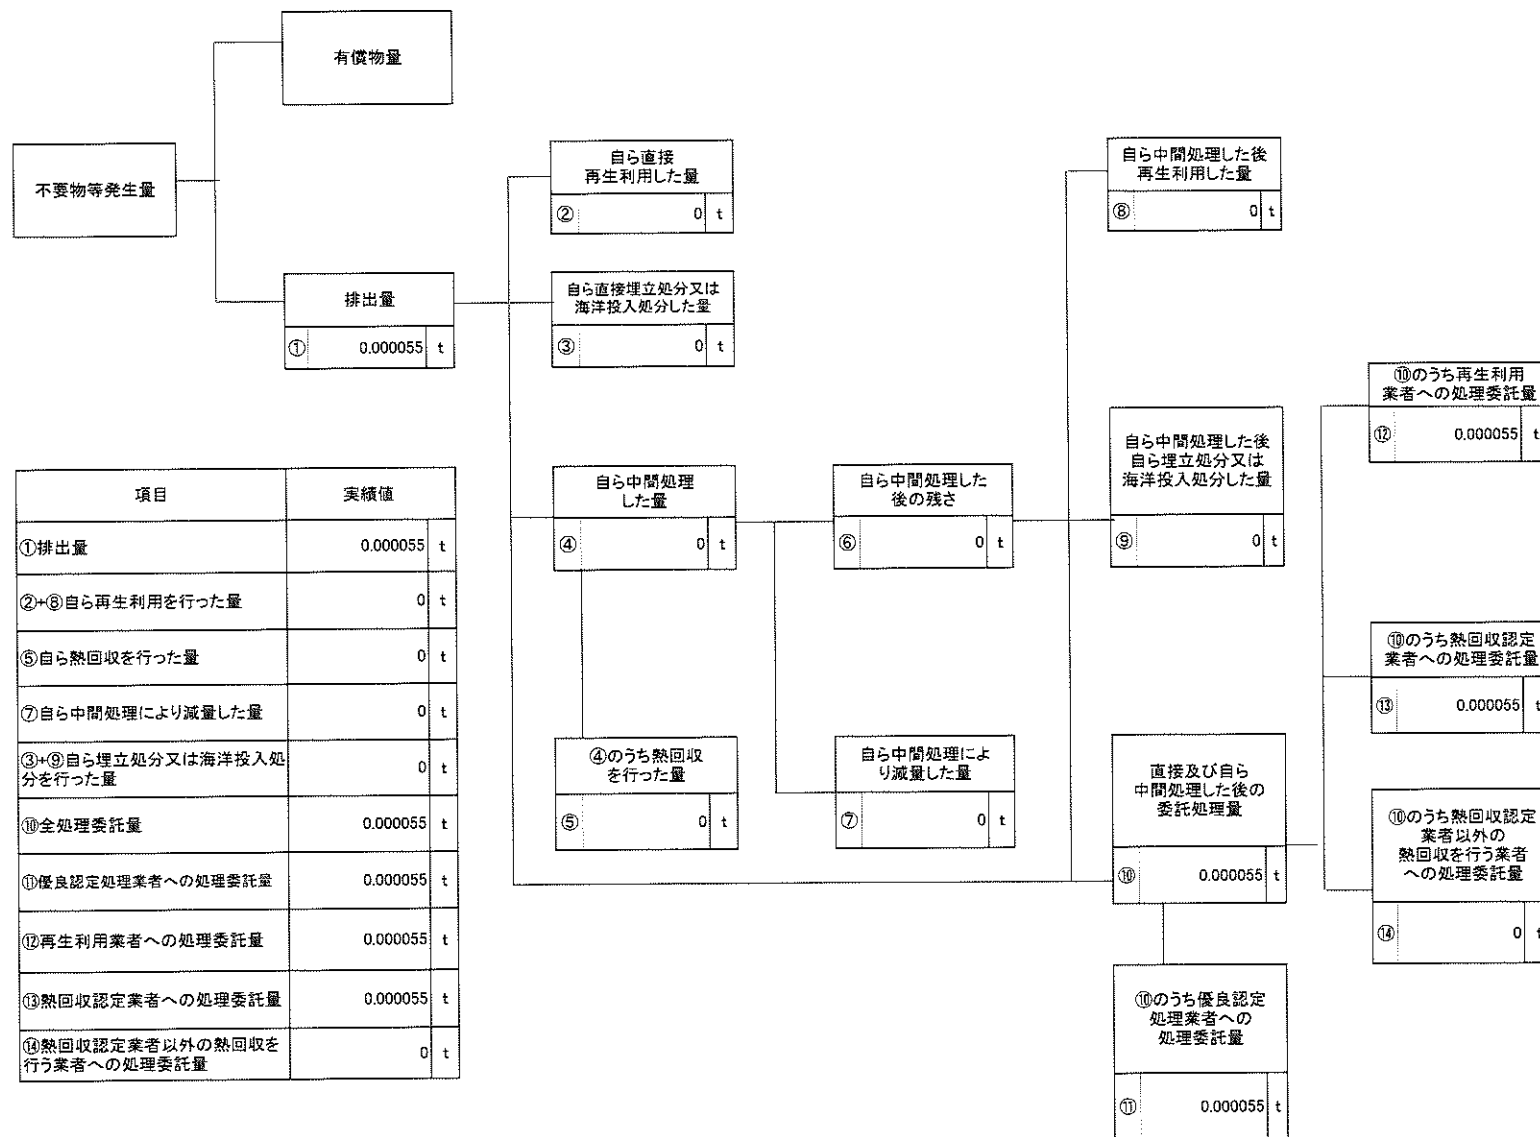 有償物量
不要物等発生量
排出量
① 0.000055 t
自ら直接
再生利用した量
② 0 t
自ら直接埋立処分又は
海洋投入処分した量
③ 0 t
自ら中間処理
した量
④ 0 t
④のうち熱回収
を行った量
⑤ 0 t
自ら中間処理した
後の残さ
⑥ 0 t
自ら中間処理によ
り減量した量
⑦ 0 t
自ら中間処理した後
再生利用した量
⑧ 0 t
自ら中間処理した後
自ら埋立処分又は
海洋投入処分した量
⑨ 0 t
直接及び自ら
中間処理した後の
委託処理量
⑩ 0.000055 t
⑩のうち優良認定
処理業者への
処理委託量
⑪ 0.000055 t
⑩のうち再生利用
業者への処理委託量
⑫ 0.000055 t
⑩のうち熱回収認定
業者への処理委託量
⑬ 0.000055 t
⑩のうち熱回収認定
業者以外の
熱回収を行う業者
への処理委託量
⑭ 0 t
項目 実績値
①排出量 0.000055 t
②+⑧自ら再生利用を行った量 0 t
⑤自ら熱回収を行った量 0 t
⑦自ら中間処理により減量した量 0 t
③+⑨自ら埋立処分又は海洋投入処
分を行った量 0 t
⑩全処理委託量 0.000055 t
⑪優良認定処理業者への処理委託量 0.000055 t
⑫再生利用業者への処理委託量 0.000055 t
⑬熱回収認定業者への処理委託量 0.000055 t
⑭熱回収認定業者以外の熱回収を
行う業者への処理委託量 0 t